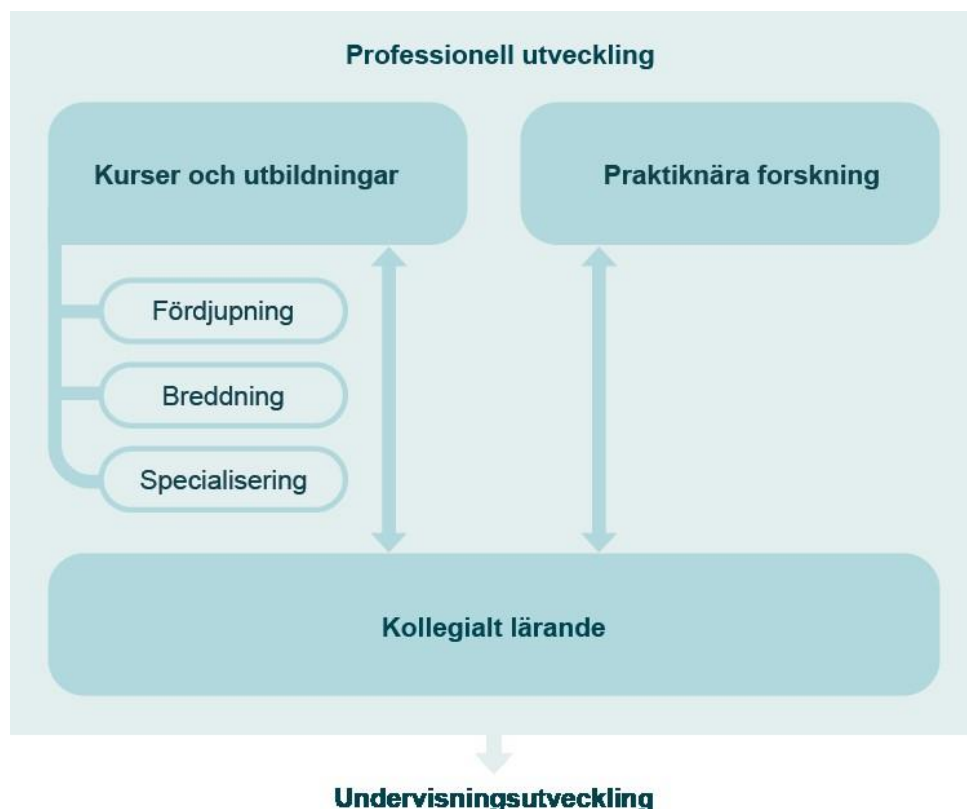 Professionell utveckling
Kurser och utbildningar
Praktiknära forskning
Fördjupning
Breddning
Specialisering
Kollegialt lärande
Undervisningsutveckling